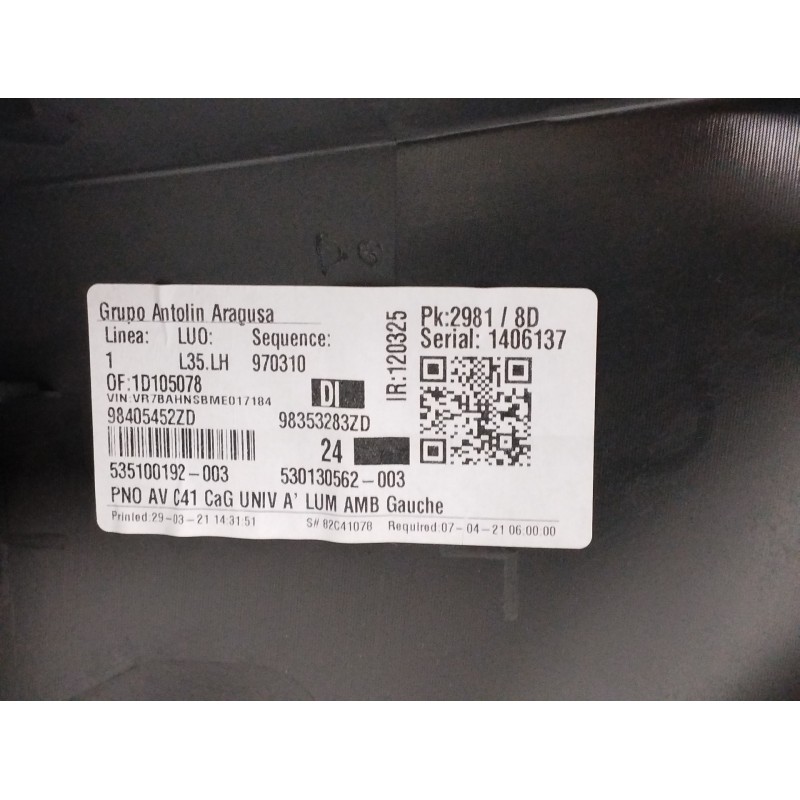 Grupo Antolin Aragusa
Linea: LUO: Sequence:
1 L35.LH 970310
OF:1D105078
DI
VIN:VR7BAHNSBME017184
98405452ZD 98353283ZD
24
535100192-003 530130562-003
PNO AV C41 CaG UNIV A' LUM AMB Gauche
Printed:29-03-21 14:31:51 S# 82C41078 Required:07-04-21 06:00:00
IR:120325
Pk:2981 / 8D
Serial: 1406137